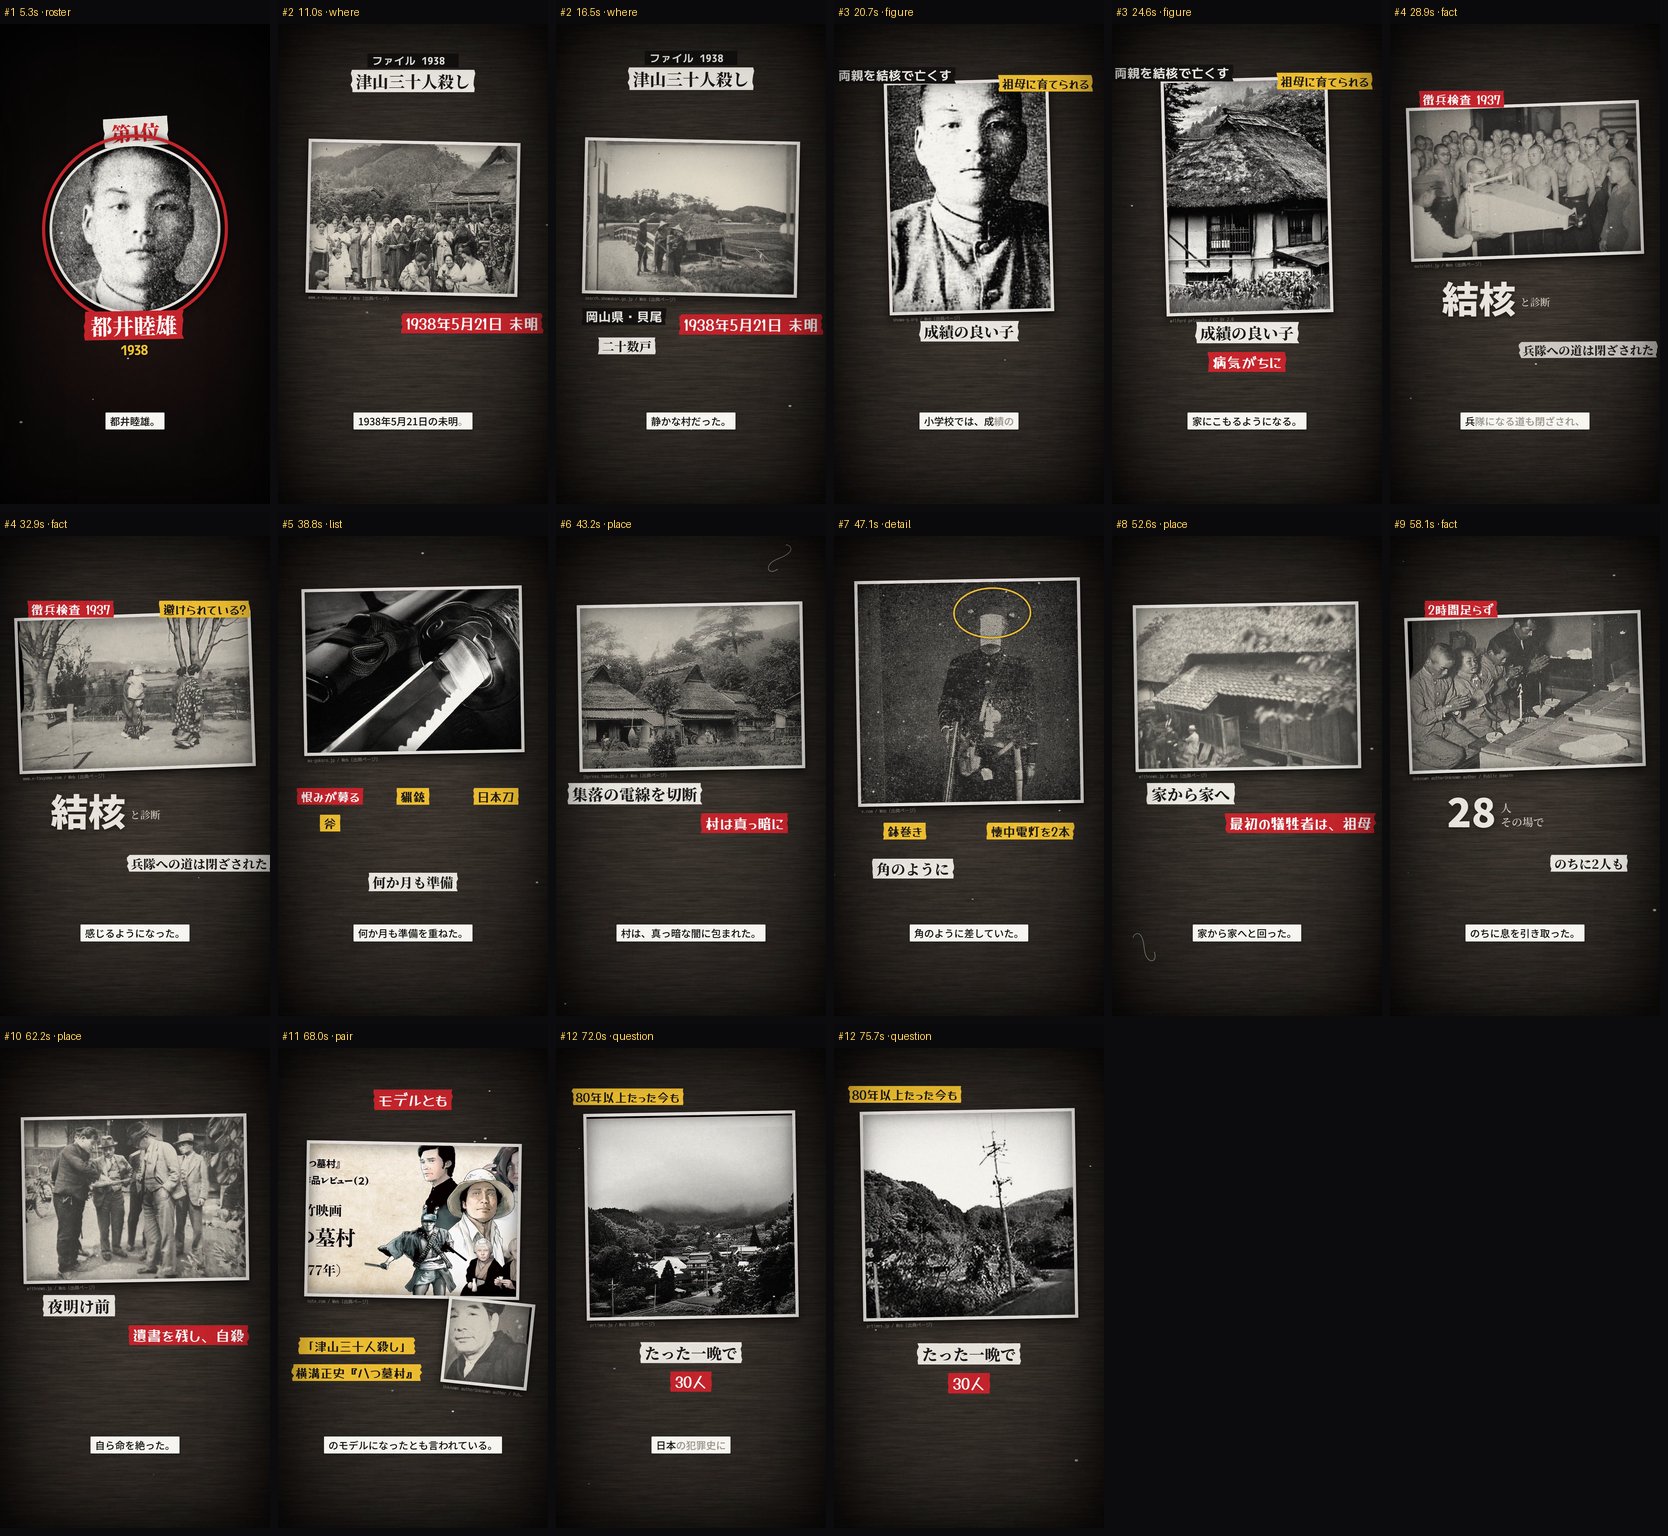 #1 5.3s · roster
第1位
都井睦雄
1938
都井睦雄。
#2 11.0s · where
ファイル 1938
津山三十人殺し
1938年5月21日 未明
1938年5月21日の未明。
#2 16.5s · where
ファイル 1938
津山三十人殺し
岡山県・貝尾
1938年5月21日 未明
二十数戸
静かな村だった。
#3 20.7s · figure
両親を結核で亡くす
祖母に育てられる
成績の良い子
小学校では、成績の
#3 24.6s · figure
両親を結核で亡くす
祖母に育てられる
成績の良い子
病気がちに
家にこもるようになる。
#4 28.9s · fact
徴兵検査 1937
結核 と診断
兵隊への道は閉ざされた
兵隊になる道も閉ざされ、
#4 32.9s · fact
徴兵検査 1937
避けられている?
結核 と診断
兵隊への道は閉ざされた
感じるようになった。
#5 38.8s · list
恨みが募る
猟銃
日本刀
斧
何か月も準備
何か月も準備を重ねた。
#6 43.2s · place
集落の電線を切断
村は真っ暗に
村は、真っ暗な闇に包まれた。
#7 47.1s · detail
鉢巻き
懐中電灯を2本
角のように
角のように差していた。
#8 52.6s · place
家から家へ
最初の犠牲者は、祖母
家から家へと回った。
#9 58.1s · fact
2時間足らず
28 人
その場で
のちに2人も
のちに息を引き取った。
#10 62.2s · place
夜明け前
遺書を残し、自殺
自ら命を絶った。
#11 68.0s · pair
モデルとも
つ墓村』
品レビュー(2)
竹映画
つ墓村
77年)
「津山三十人殺し」
横溝正史『八つ墓村』
のモデルになったとも言われている。
#12 72.0s · question
80年以上たった今も
たった一晩で
30人
日本の犯罪史に
#12 75.7s · question
80年以上たった今も
たった一晩で
30人